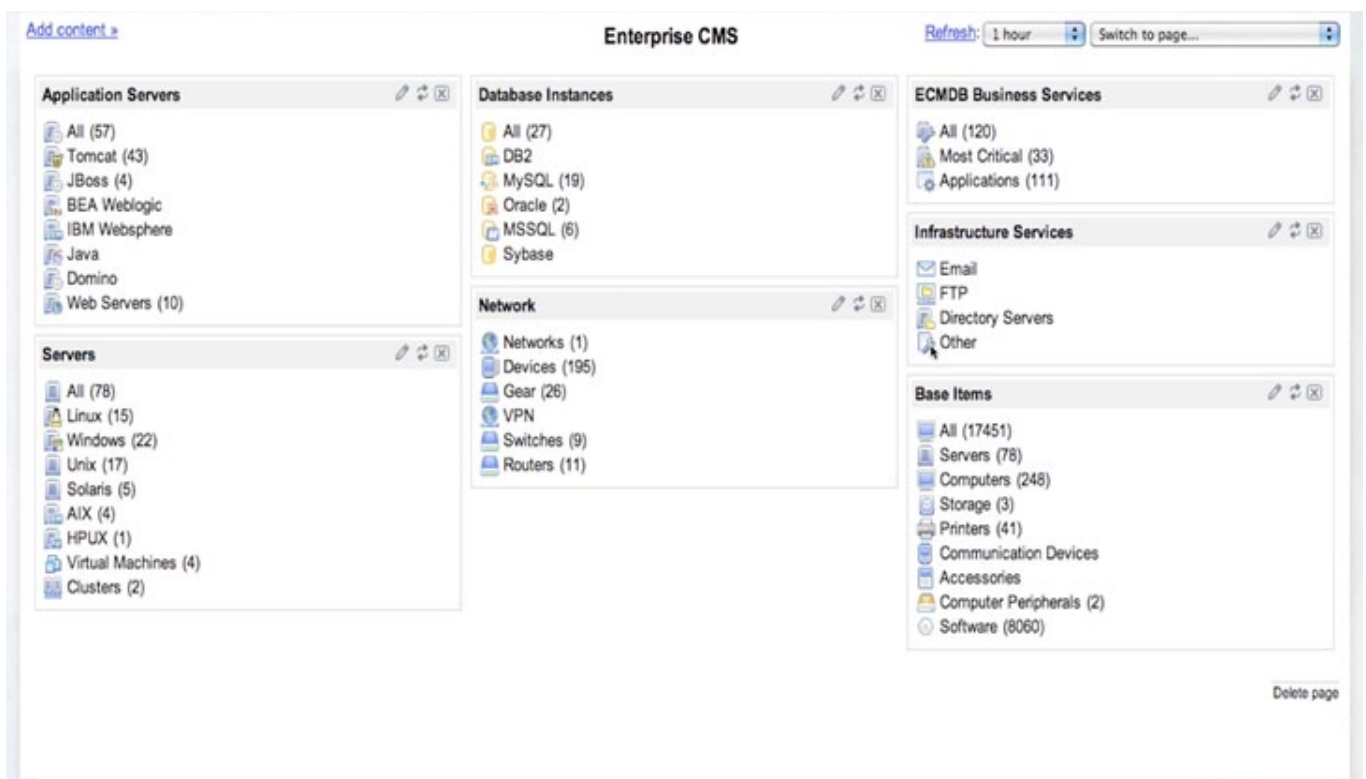 Add content »
Enterprise CMS
Refresh: 1 hour Switch to page...
Application Servers
All (57)
Tomcat (43)
JBoss (4)
BEA Weblogic
IBM Websphere
Java
Domino
Web Servers (10)
Servers
All (78)
Linux (15)
Windows (22)
Unix (17)
Solaris (5)
AIX (4)
HPUX (1)
Virtual Machines (4)
Clusters (2)
Database Instances
All (27)
DB2
MySQL (19)
Oracle (2)
MSSQL (6)
Sybase
Network
Networks (1)
Devices (195)
Gear (26)
VPN
Switches (9)
Routers (11)
ECMDB Business Services
All (120)
Most Critical (33)
Applications (111)
Infrastructure Services
Email
FTP
Directory Servers
Other
Base Items
All (17451)
Servers (78)
Computers (248)
Storage (3)
Printers (41)
Communication Devices
Accessories
Computer Peripherals (2)
Software (8060)
Delete page